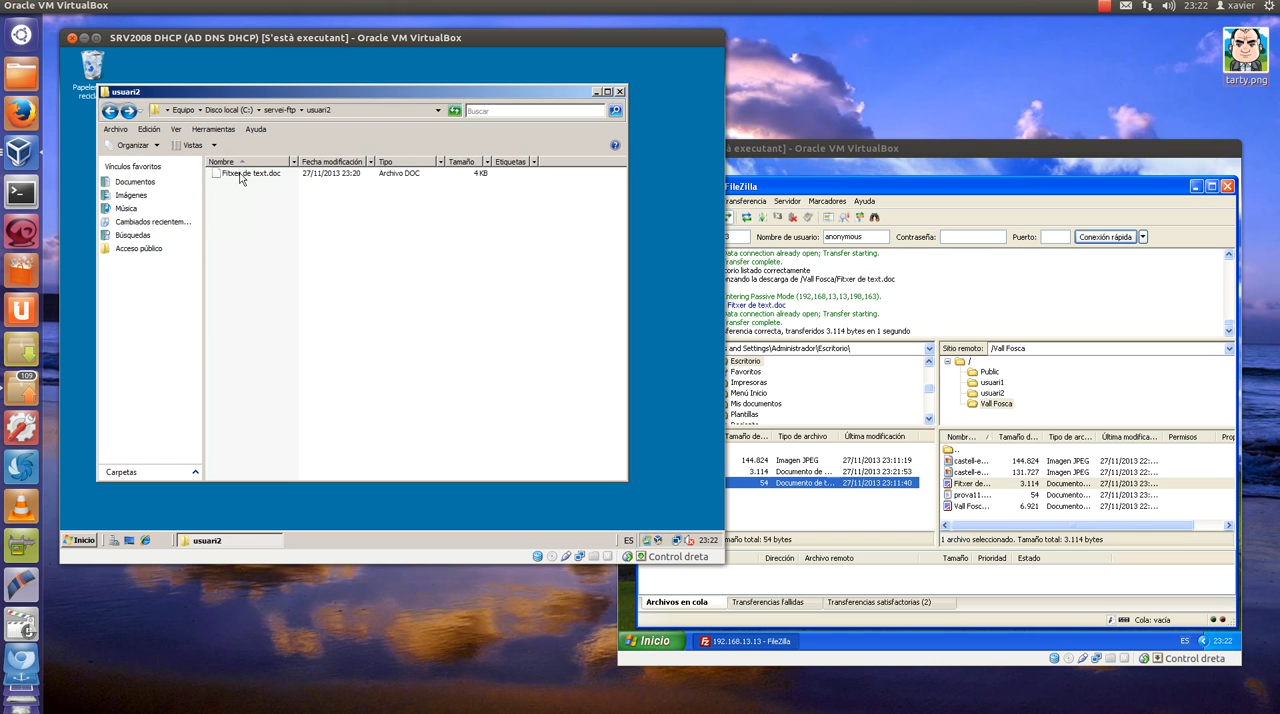 Oracle VM VirtualBox
23:22
xavier
SRV2008 DHCP (AD DNS DHCP) [S'està executant] - Oracle VM VirtualBox
usuari2
Equipo
Disco local (C:)
servei-ftp
usuari2
Buscar
Archivo
Edición
Ver
Herramientas
Ayuda
Organizar
Vistas
Vínculos favoritos
Documentos
Imágenes
Música
Cambiados recientem...
Búsquedas
Acceso público
Carpetas
Nombre
Fecha modificación
Tipo
Tamaño
Etiquetas
Fitxer de text.doc
27/11/2013 23:20
Archivo DOC
4 KB
Inicio
usuari2
ES
23:22
Control dreta
tarty.png
109
executant] - Oracle VM VirtualBox
FileZilla
Servidor
Marcadores
Ayuda
Nombre de usuario:
anonymous
Contraseña:
Puerto:
Conexión rápida
connection already open; Transfer starting.
complete.
listado correctamente
la descarga de /Vall Fosca/Fitxer de text.doc
Passive Mode (192,168,13,13,198,163).
Fitxer de text.doc
connection already open; Transfer starting.
complete.
correcta, transferidos 3.114 bytes en 1 segundo
and Settings\Administrador\Escritorio\
Escritorio
Favoritos
Impresoras
Menú Inicio
Mis documentos
Plantillas
Sitio remoto:
/Vall Fosca
/
Public
usuari1
usuari2
Vall Fosca
Tipo de archivo
Última modificación
144.824
Imagen JPEG
27/11/2013 23:11:19
3.114
Documento de ...
27/11/2013 23:21:53
54
Documento de t...
27/11/2013 23:11:40
total: 54 bytes
Nombr...
Tamaño d...
Tipo de arc...
Última modifica...
Permisos
..
castell-e...
144.824
Imagen JPEG
27/11/2013 22:...
castell-e...
131.727
Imagen JPEG
27/11/2013 22:...
Fitxer de...
3.114
Documento...
27/11/2013 22:...
prova11....
54
Documento...
27/11/2013 22:...
Vall Fosc...
6.921
Documento...
27/11/2013 22:...
1 archivo seleccionado. Tamaño total: 3.114 bytes
Dirección
Archivo remoto
Tamaño
Prioridad
Estado
Archivos en cola
Transferencias fallidas
Transferencias satisfactorias (2)
Cola: vacía
Inicio
192.168.13.13 - FileZilla
ES
23:22
Control dreta